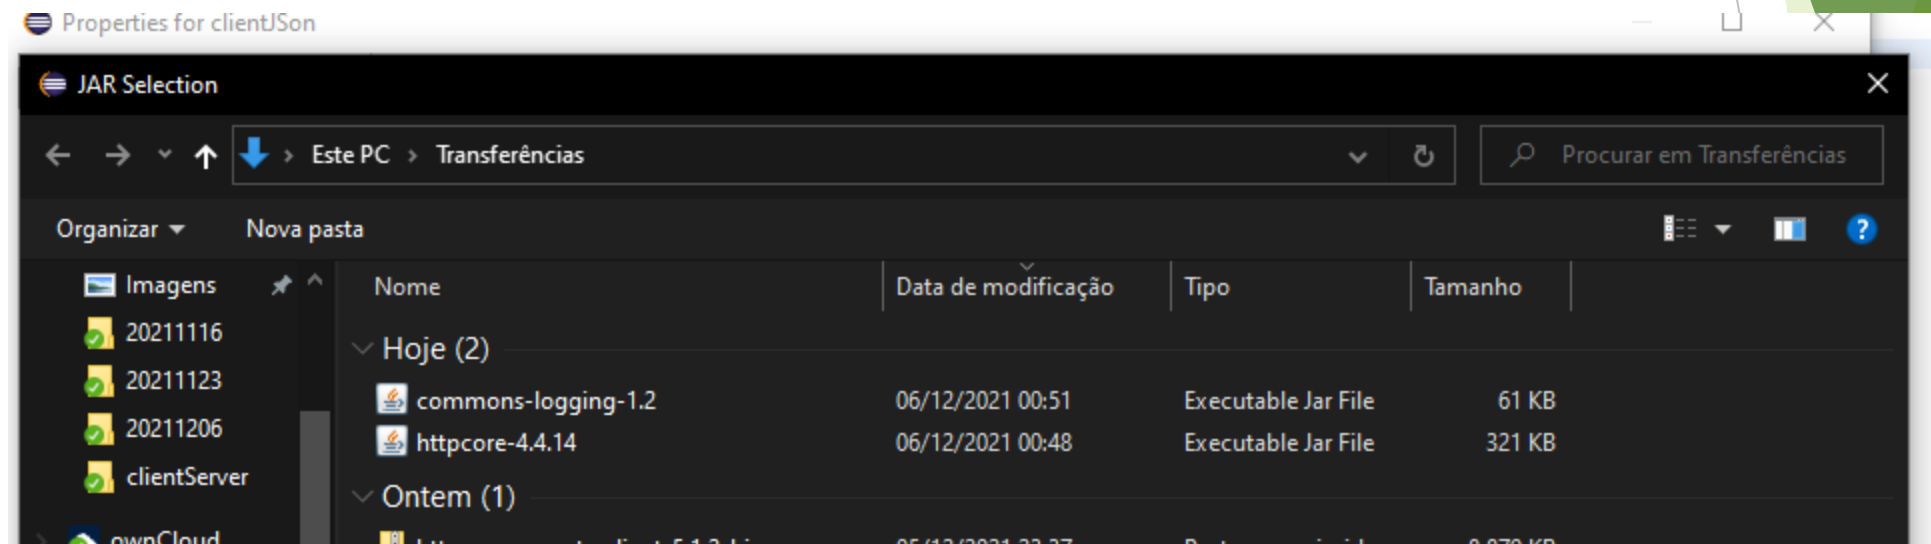 Properties for clientJSon
JAR Selection
Este PC > Transferências
Procurar em Transferências
Organizar
Nova pasta
Imagens
Nome
Data de modificação
Tipo
Tamanho
20211116
Hoje (2)
20211123
commons-logging-1.2
06/12/2021 00:51
Executable Jar File
61 KB
20211206
httpcore-4.4.14
06/12/2021 00:48
Executable Jar File
321 KB
clientServer
Ontem (1)
ownCloud